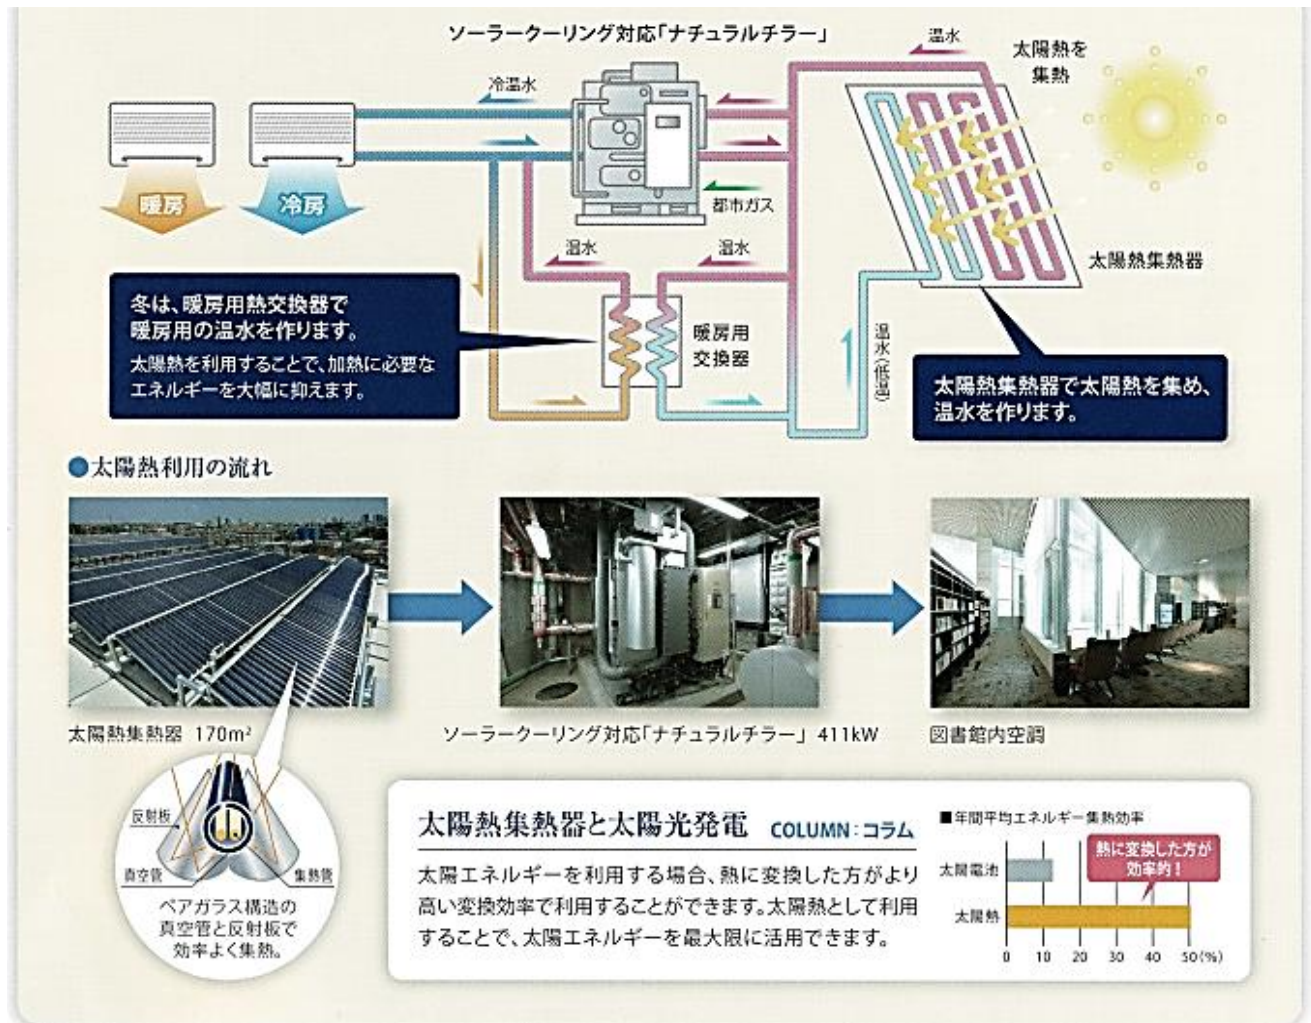 ソーラークーリング対応「ナチュラルチラー」
温水
太陽熱を
集熱
冷温水
暖房
冷房
都市ガス
温水
温水
太陽熱集熱器
冬は、暖房用熱交換器で
暖房用の温水を作ります。
太陽熱を利用することで、加熱に必要な
エネルギーを大幅に抑えます。
暖房用
交換器
温水(低温)
太陽熱集熱器で太陽熱を集め、
温水を作ります。
●太陽熱利用の流れ
太陽熱集熱器 170m²
ソーラークーリング対応「ナチュラルチラー」 411kW
図書館内空調
反射板
真空管
集熱管
ペアガラス構造の
真空管と反射板で
効率よく集熱。
太陽熱集熱器と太陽光発電 COLUMN:コラム
太陽エネルギーを利用する場合、熱に変換した方がより
高い変換効率で利用することができます。太陽熱として利用
することで、太陽エネルギーを最大限に活用できます。
■年間平均エネルギー集熱効率
熱に変換した方が
効率的!
太陽電池
太陽熱
0 10 20 30 40 50(%)